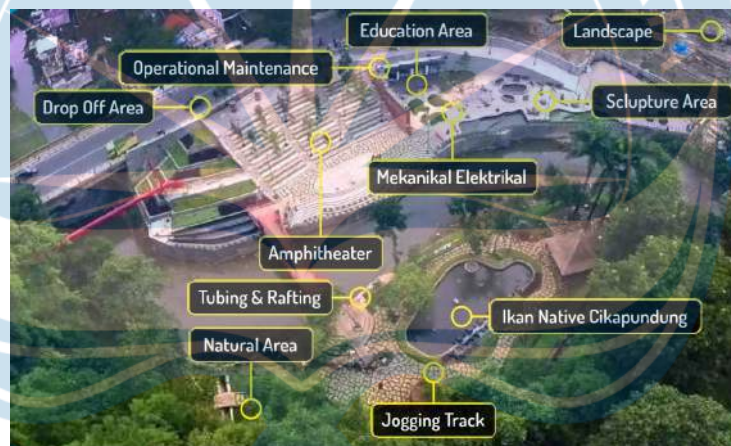 Education Area
Landscape
Operational Maintenance
Drop Off Area
Sclupture Area
Mekanikal Elektrikal
Amphitheater
Tubing & Rafting
Ikan Native Cikapundung
Natural Area
Jogging Track